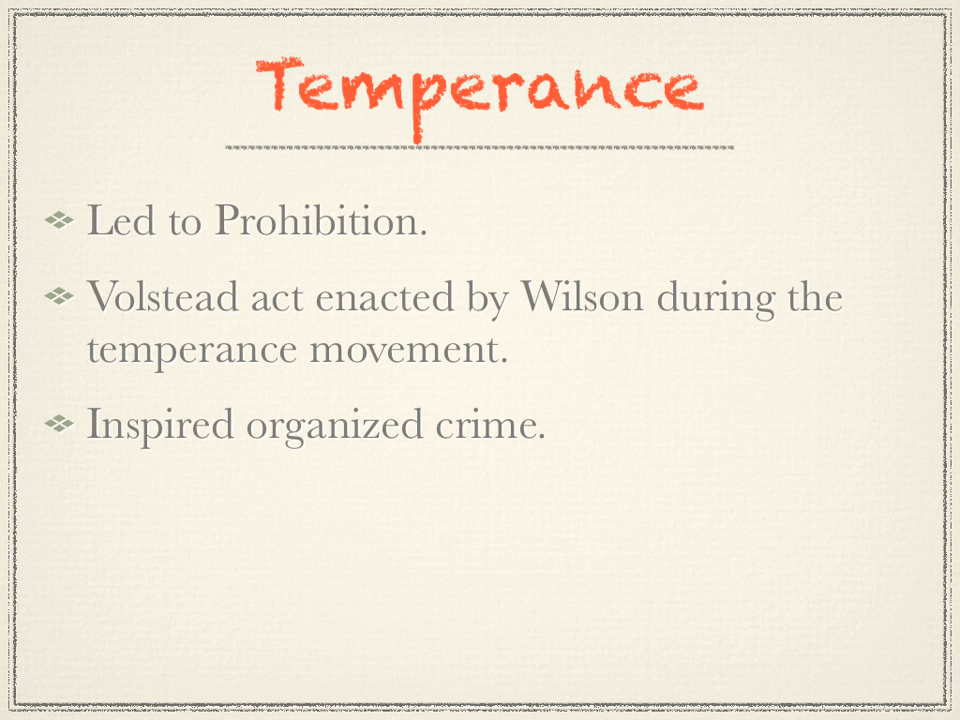 Temperance
Led to Prohibition.
Volstead act enacted by Wilson during the
temperance movement.
Inspired organized crime.